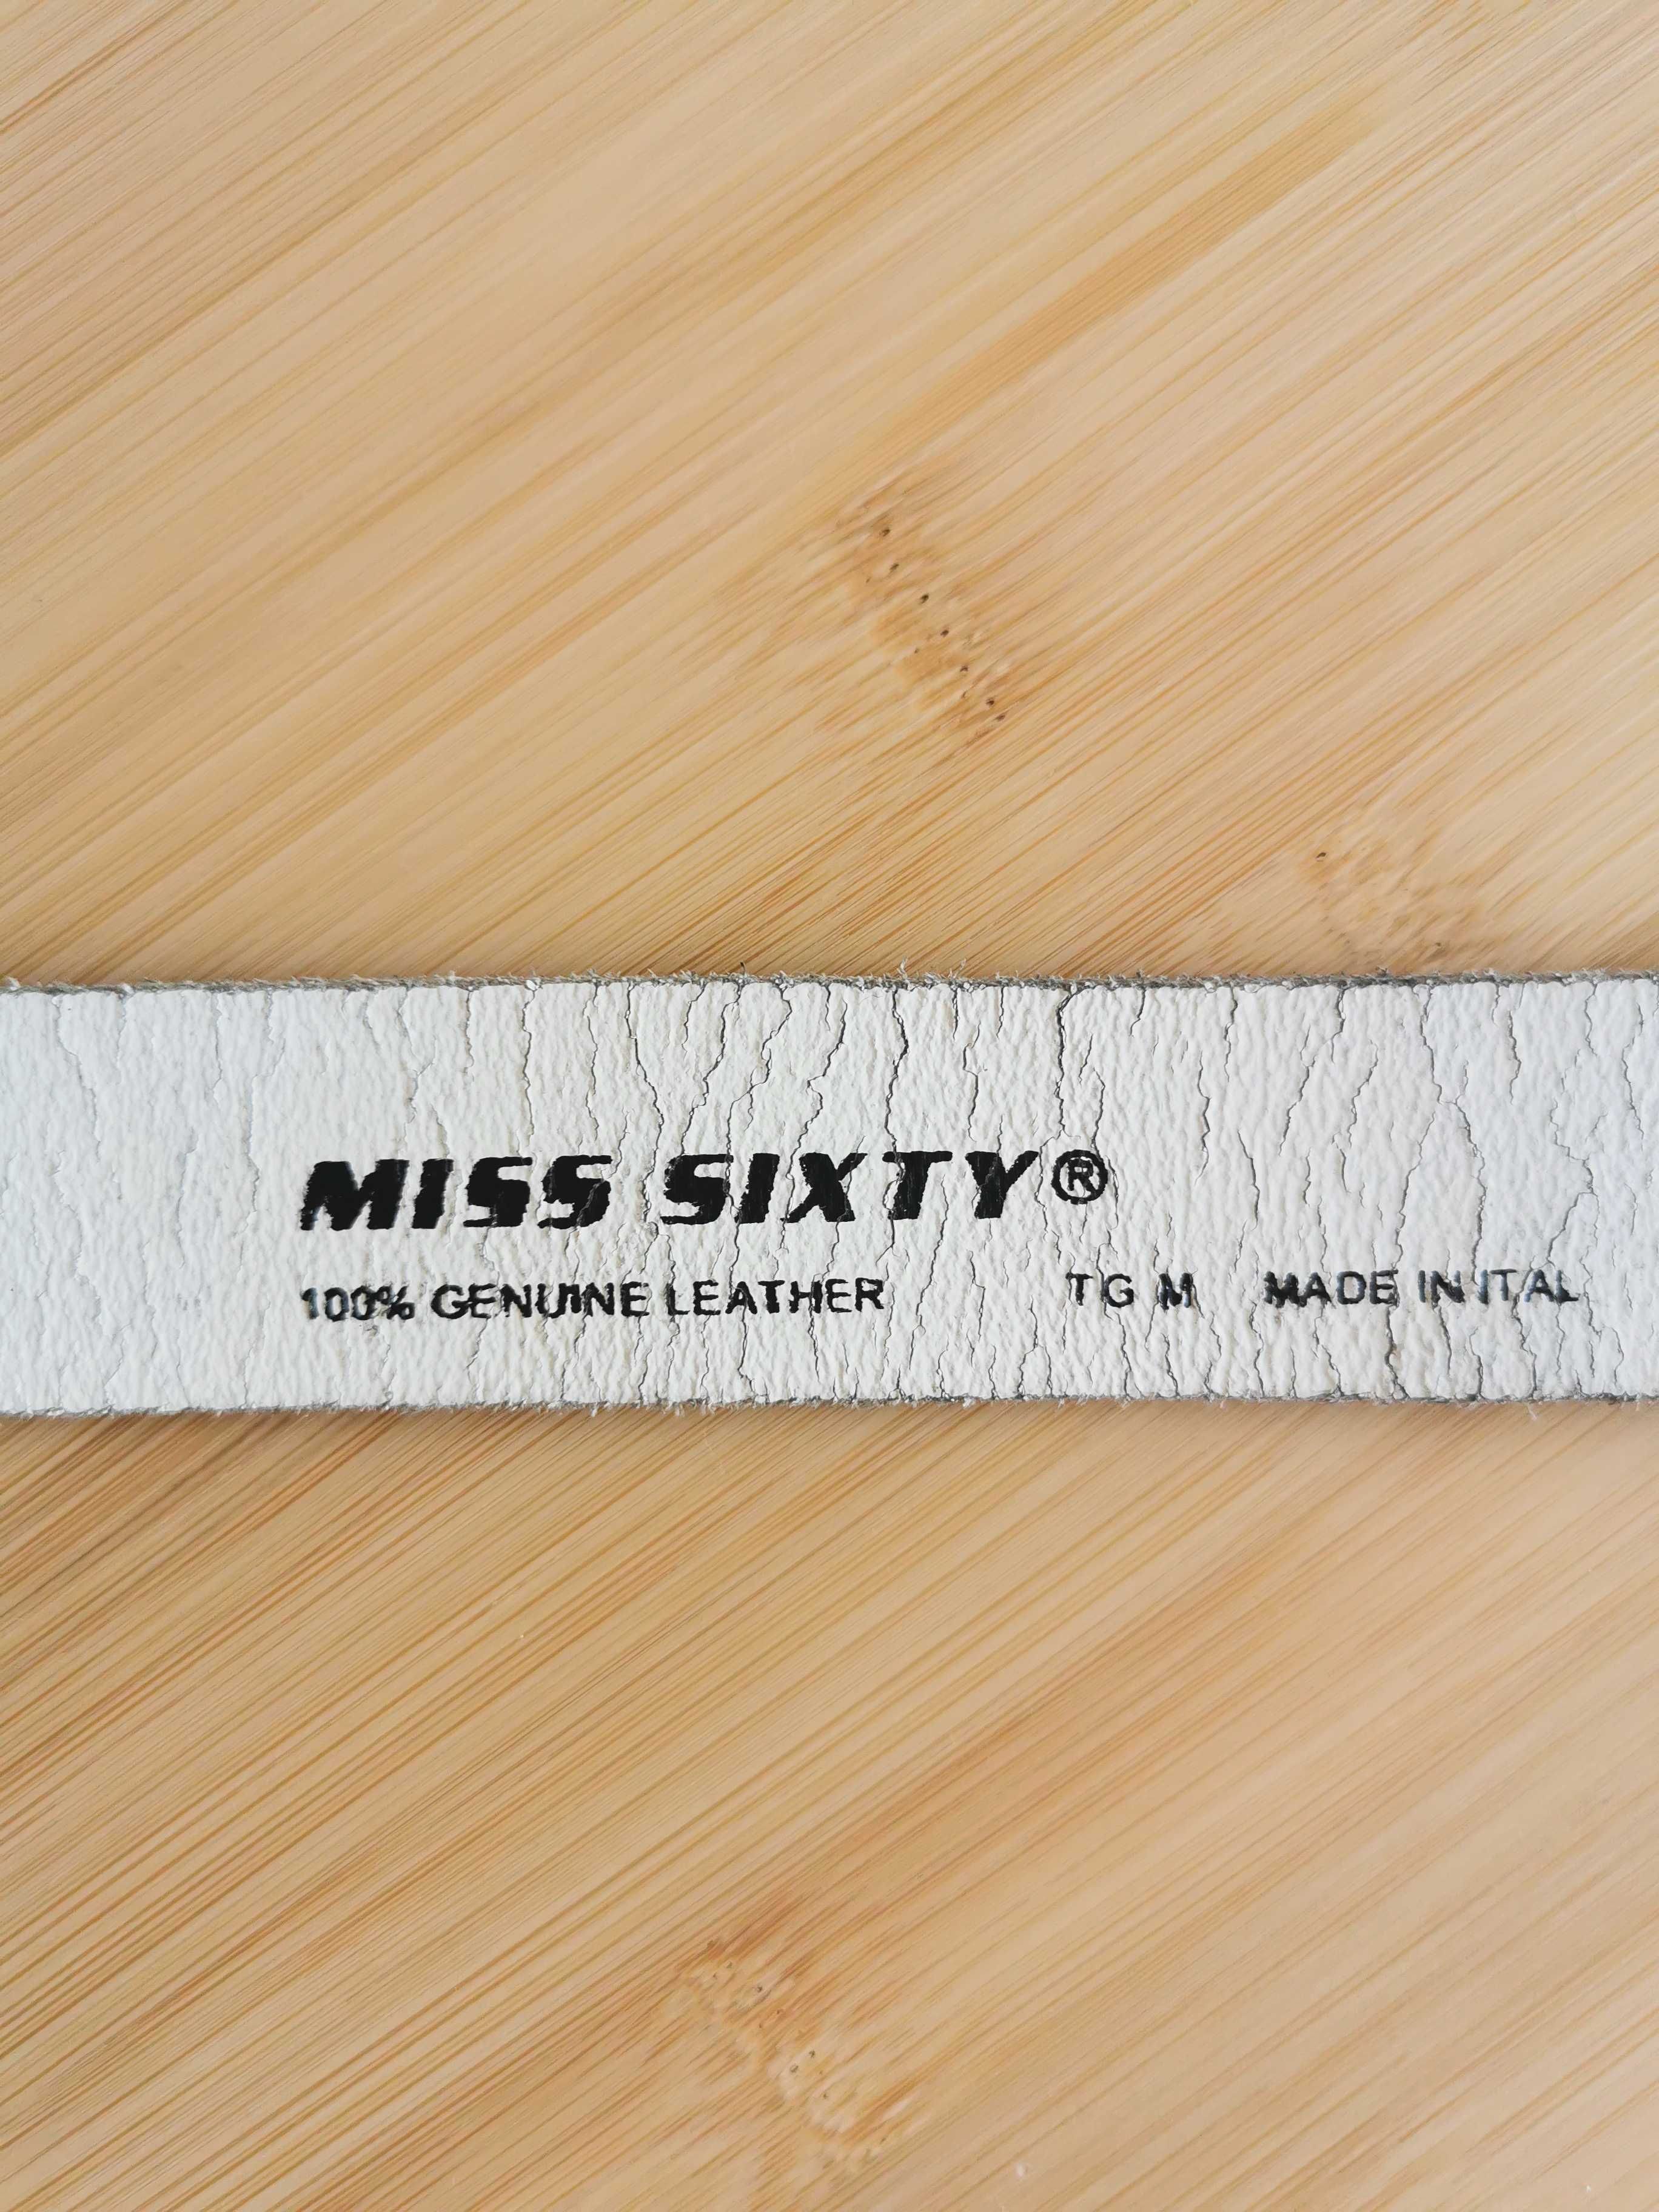 MISS SIXTY®
100% GENUINE LEATHER TG M MADE IN ITAL